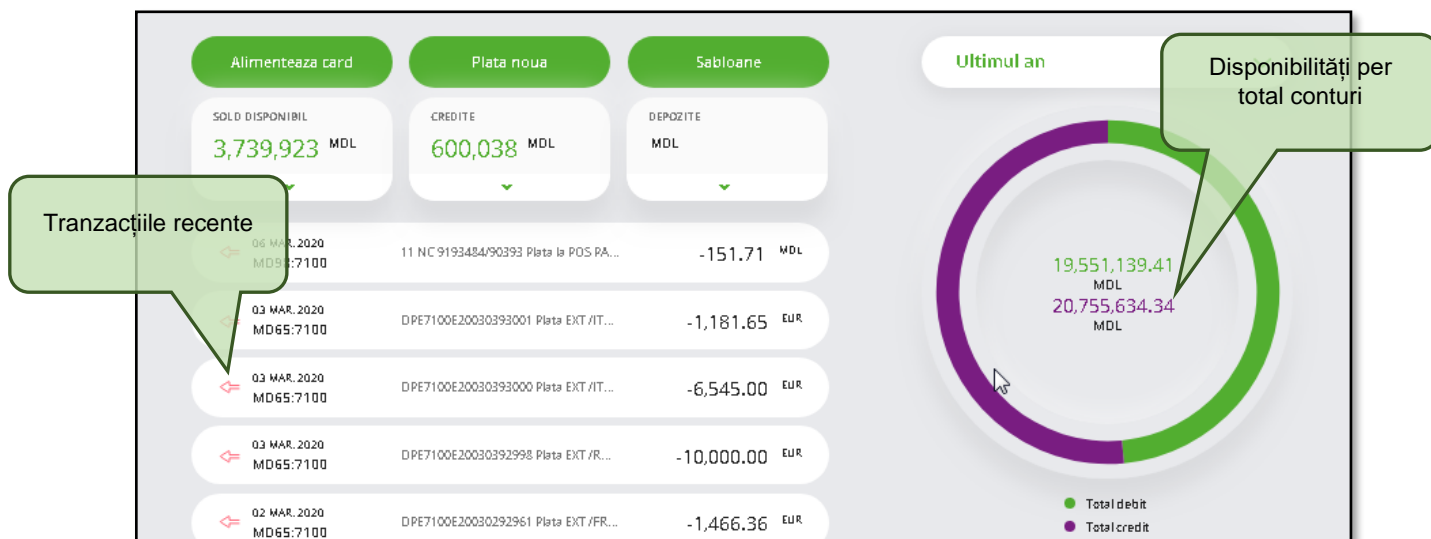 Alimenteaza card
Plata noua
Sabloane
Ultimul an
Disponibilități per
total conturi
SOLD DISPONIBIL
3,739,923 MDL
CREDITE
600,038 MDL
DEPOZITE
MDL
Tranzacțiile recente
06 MAR. 2020
MD98:7100
11 NC 9193484/90393 Plata la POS PA...
-151.71 MDL
03 MAR. 2020
MD65:7100
DPE7100E20030393001 Plata EXT /IT...
-1,181.65 EUR
03 MAR. 2020
MD65:7100
DPE7100E20030393000 Plata EXT /IT...
-6,545.00 EUR
03 MAR. 2020
MD65:7100
DPE7100E20030392998 Plata EXT /R...
-10,000.00 EUR
02 MAR. 2020
MD65:7100
DPE7100E20030292961 Plata EXT /FR...
-1,466.36 EUR
19,551,139.41
MDL
20,755,634.34
MDL
Total debit
Total credit